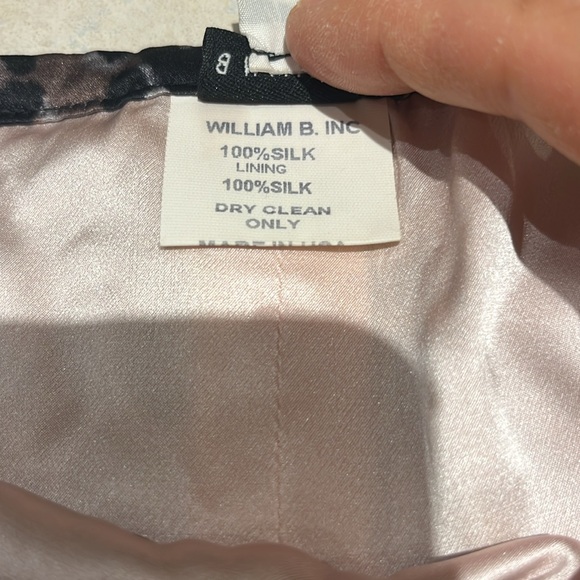 8
WILLIAM B. INC
100%SILK
LINING
100%SILK
DRY CLEAN
ONLY
MADE IN USA